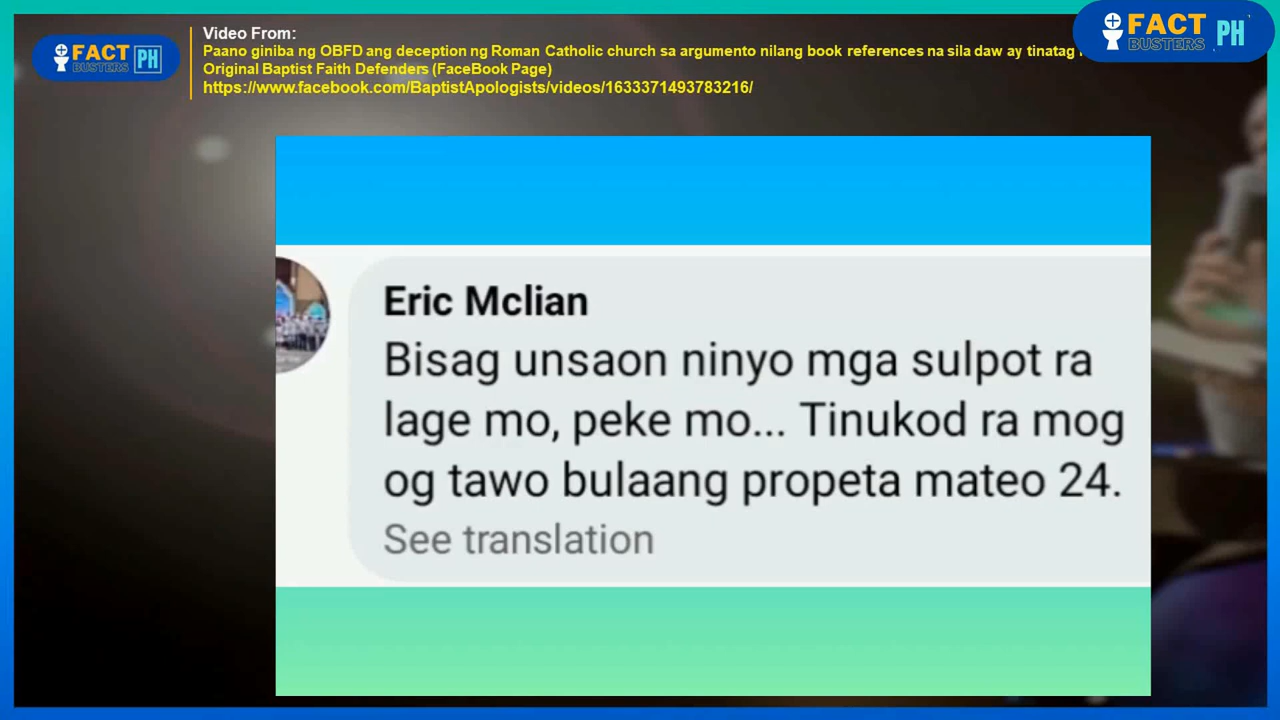 FACT
BUSTERS
PH
Video From:
Paano giniba ng OBFD ang deception ng Roman Catholic church sa argumento nilang book references na sila daw ay tinatag
Original Baptist Faith Defenders (FaceBook Page)
https://www.facebook.com/BaptistApologists/videos/1633371493783216/
FACT
BUSTERS
PH
Eric Mclian
Bisag unsaon ninyo mga sulpot ra
lage mo, peke mo... Tinukod ra mog
og tawo bulaang propeta mateo 24.
See translation